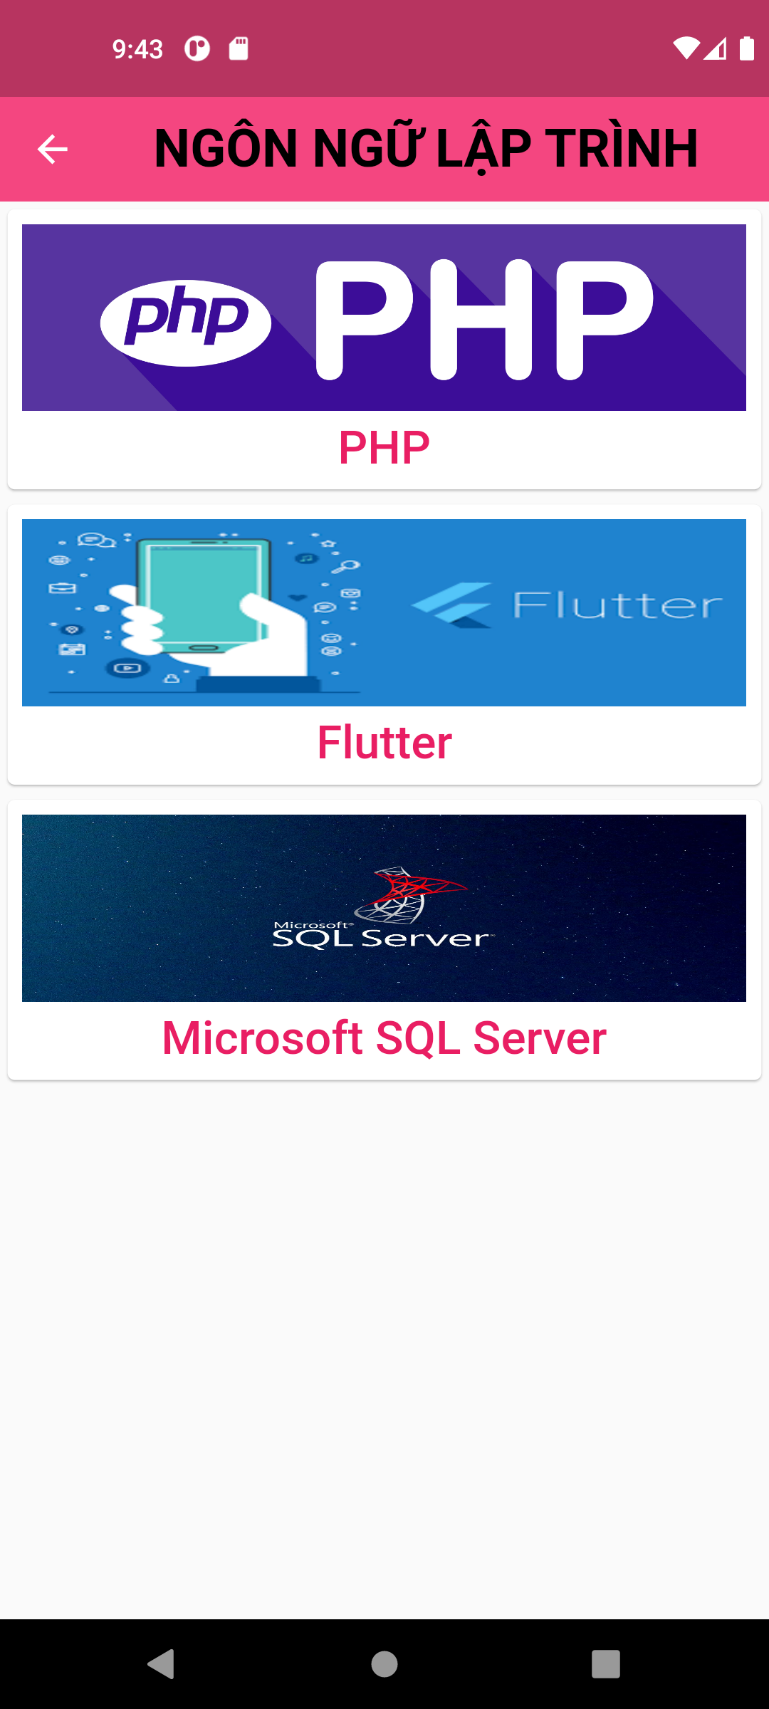 9:43
NGÔN NGỮ LẬP TRÌNH
php PHP
PHP
Flutter
Flutter
Microsoft®
SQL Server
Microsoft SQL Server